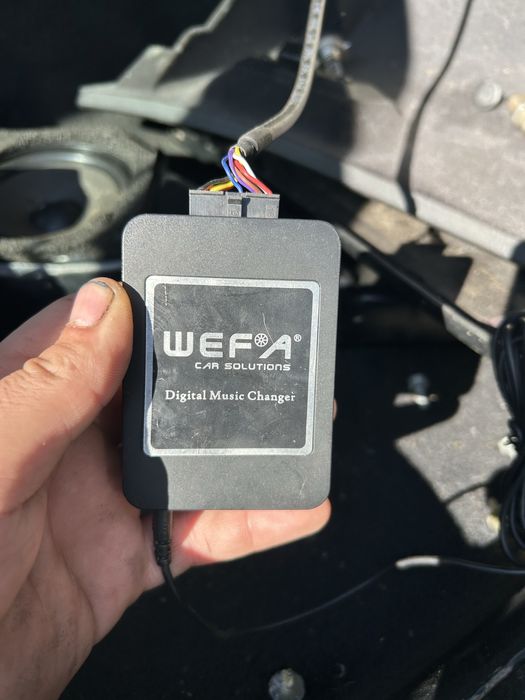 WEFA®
CAR SOLUTIONS
Digital Music Changer